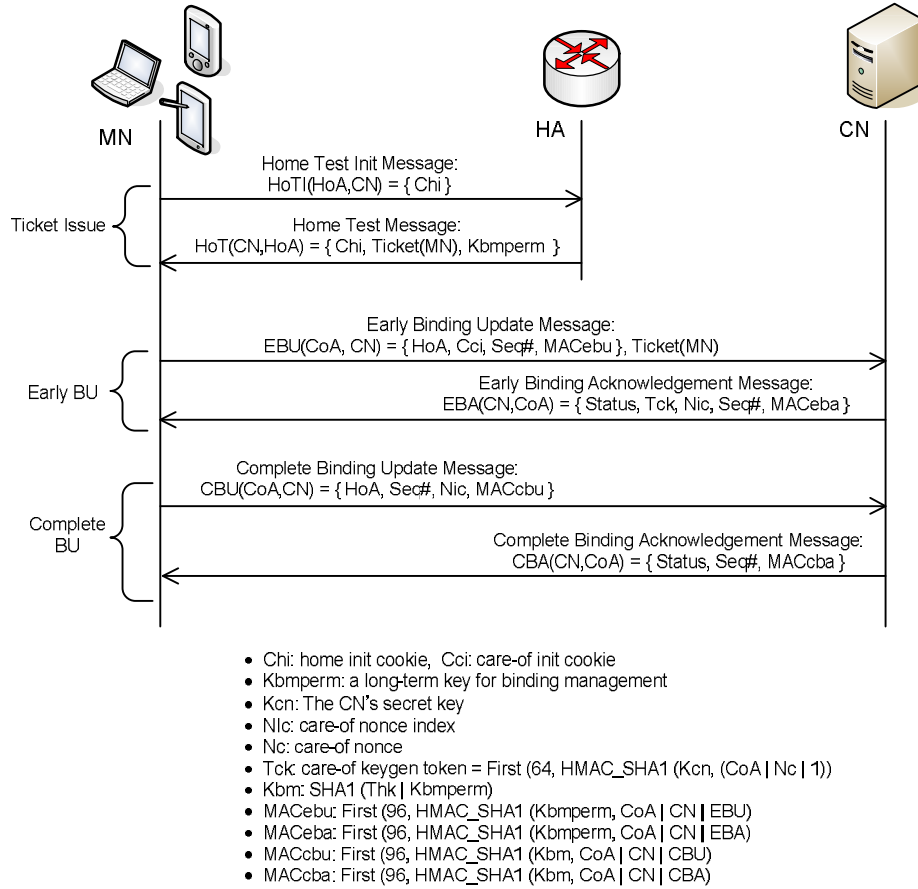 MN
HA
CN
Home Test Init Message:
HoTI(HoA,CN) = { Chi }
Ticket Issue
Home Test Message:
HoT(CN,HoA) = { Chi, Ticket(MN), Kbmperm }
Early Binding Update Message:
EBU(CoA, CN) = { HoA, Cci, Seq#, MACebu }, Ticket(MN)
Early BU
Early Binding Acknowledgement Message:
EBA(CN,CoA) = { Status, Tck, Nic, Seq#, MACeba }
Complete Binding Update Message:
CBU(CoA,CN) = { HoA, Seq#, Nic, MACcbu }
Complete
BU
Complete Binding Acknowledgement Message:
CBA(CN,CoA) = { Status, Seq#, MACcba }
• Chi: home init cookie, Cci: care-of init cookie
• Kbmperm: a long-term key for binding management
• Kcn: The CN's secret key
• NIc: care-of nonce index
• Nc: care-of nonce
• Tck: care-of keygen token = First (64, HMAC_SHA1 (Kcn, (CoA | Nc | 1))
• Kbm: SHA1 (Thk | Kbmperm)
• MACebu: First (96, HMAC_SHA1 (Kbmperm, CoA | CN | EBU)
• MACeba: First (96, HMAC_SHA1 (Kbmperm, CoA | CN | EBA)
• MACcbu: First (96, HMAC_SHA1 (Kbm, CoA | CN | CBU)
• MACcba: First (96, HMAC_SHA1 (Kbm, CoA | CN | CBA)